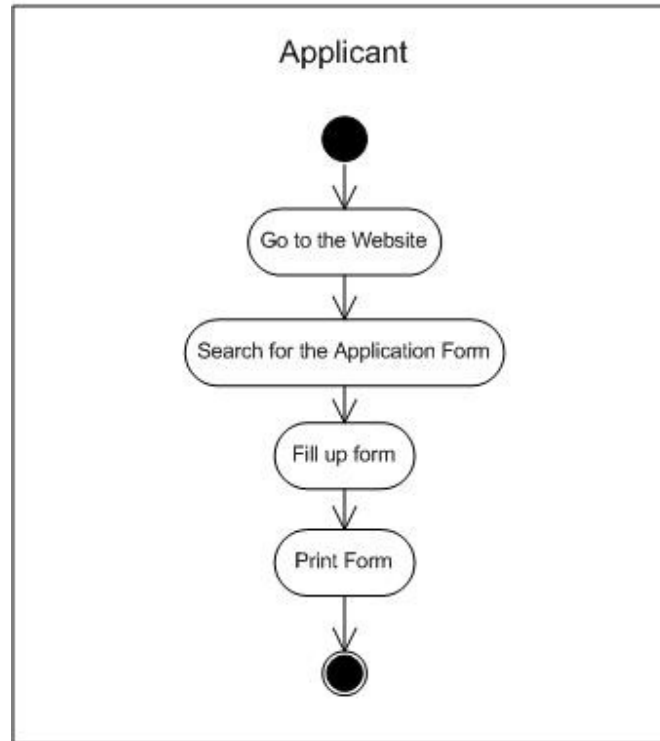 Applicant
Go to the Website
Search for the Application Form
Fill up form
Print Form